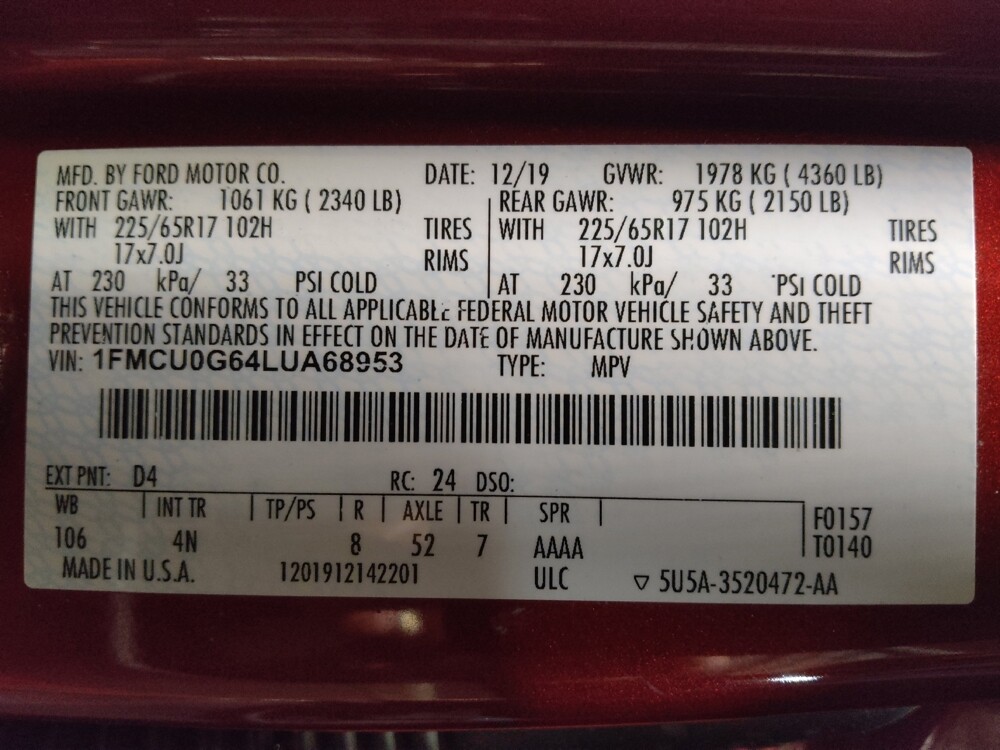 MFD. BY FORD MOTOR CO. DATE: 12/19 GVWR: 1978 KG ( 4360 LB)
FRONT GAWR: 1061 KG ( 2340 LB) REAR GAWR: 975 KG ( 2150 LB)
WITH 225/65R17 102H TIRES WITH 225/65R17 102H TIRES
17x7.0J RIMS 17x7.0J RIMS
AT 230 kPa/ 33 PSI COLD AT 230 kPa/ 33 PSI COLD
THIS VEHICLE CONFORMS TO ALL APPLICABLE FEDERAL MOTOR VEHICLE SAFETY AND THEFT
PREVENTION STANDARDS IN EFFECT ON THE DATE OF MANUFACTURE SHOWN ABOVE.
VIN: 1FMCU0G64LUA68953 TYPE: MPV
EXT PNT: D4 RC: 24 DSO:
WB INT TR TP/PS R AXLE TR SPR F0157
106 4N 8 52 7 AAAA T0140
MADE IN U.S.A. 1201912142201 ULC ▽ 5U5A-3520472-AA